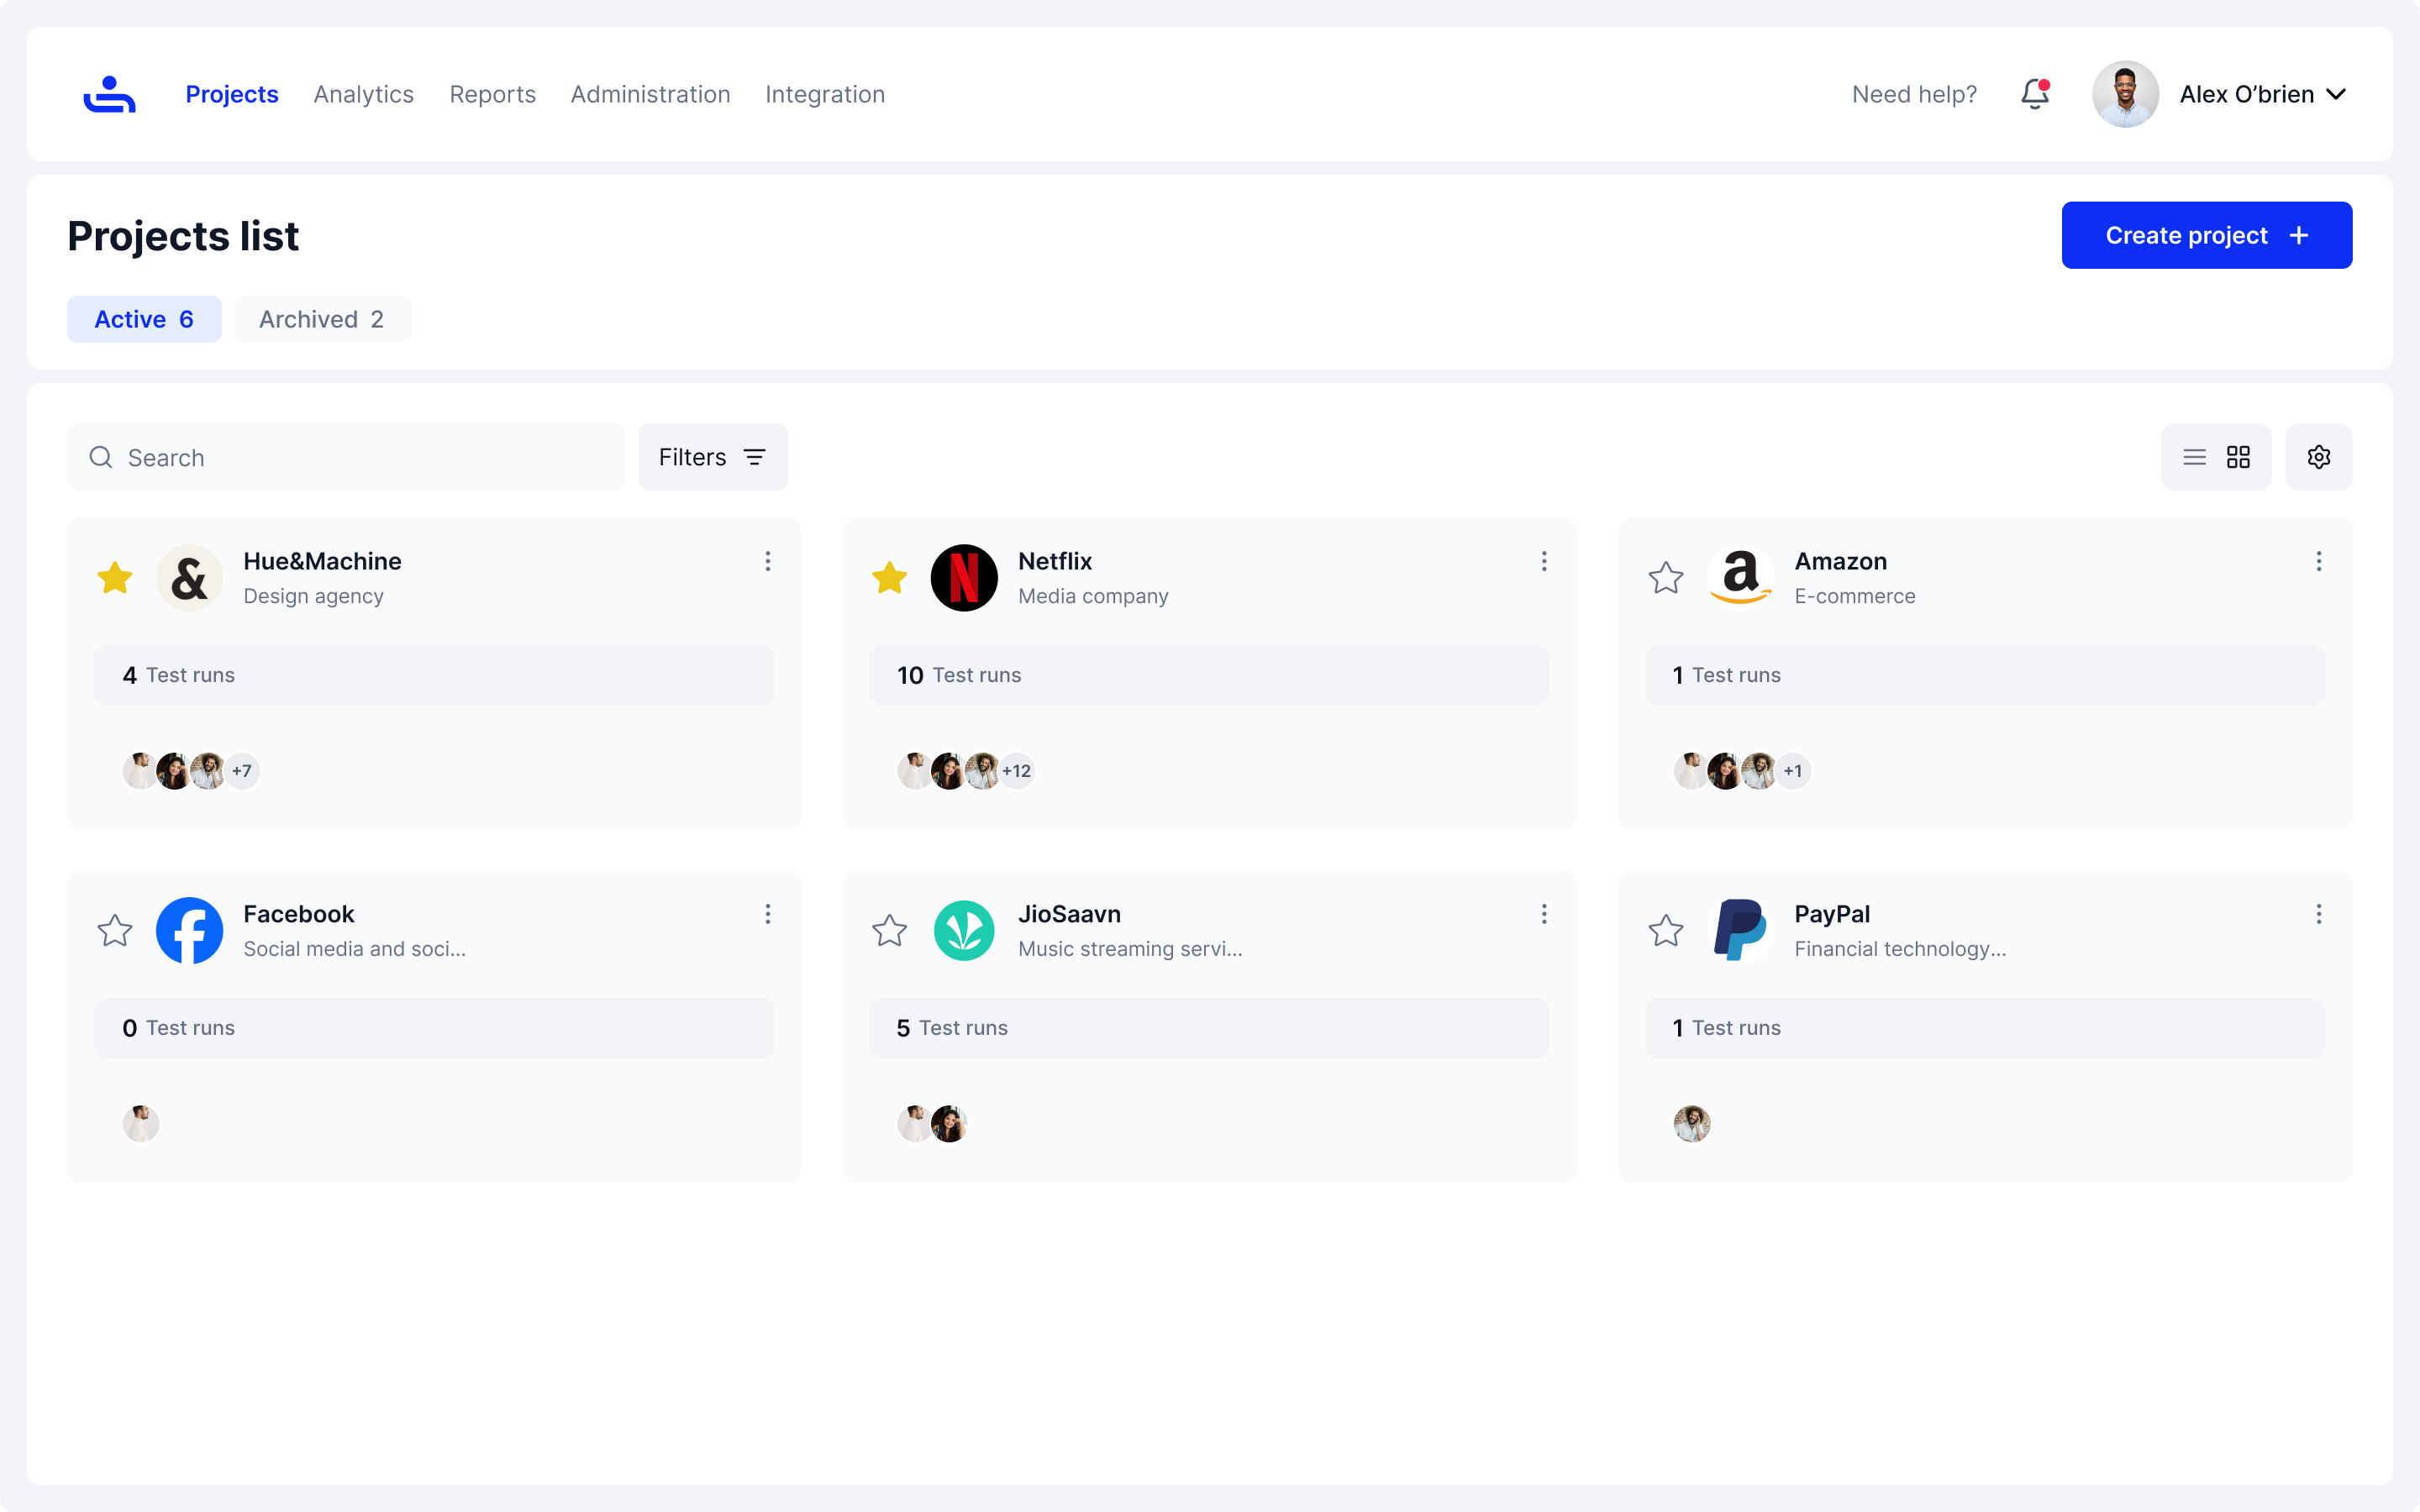 Projects Analytics Reports Administration Integration Need help? Alex O’brien
Projects list
Create project +
Active 6 Archived 2
Search Filters
Hue&Machine
Design agency
4 Test runs
+7
Netflix
Media company
10 Test runs
+12
Amazon
E-commerce
1 Test runs
+1
Facebook
Social media and soci...
0 Test runs
JioSaavn
Music streaming servi...
5 Test runs
PayPal
Financial technology...
1 Test runs